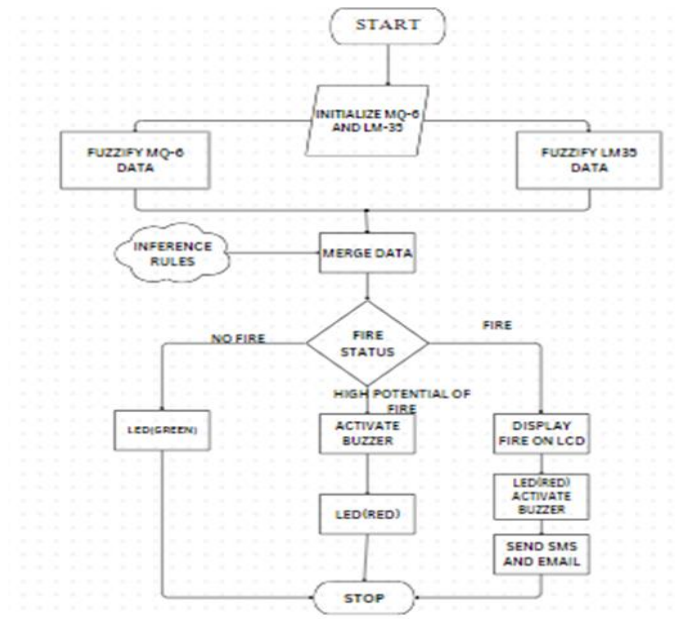 START
INITIALIZE MQ-6
AND LM-35
FUZZIFY MQ-6
DATA
FUZZIFY LM35
DATA
INFERENCE
RULES
MERGE DATA
FIRE
STATUS
NO FIRE
FIRE
HIGH POTENTIAL OF
FIRE
LED(GREEN)
ACTIVATE
BUZZER
DISPLAY
FIRE ON LCD
LED(RED)
LED(RED)
ACTIVATE
BUZZER
SEND SMS
AND EMAIL
STOP